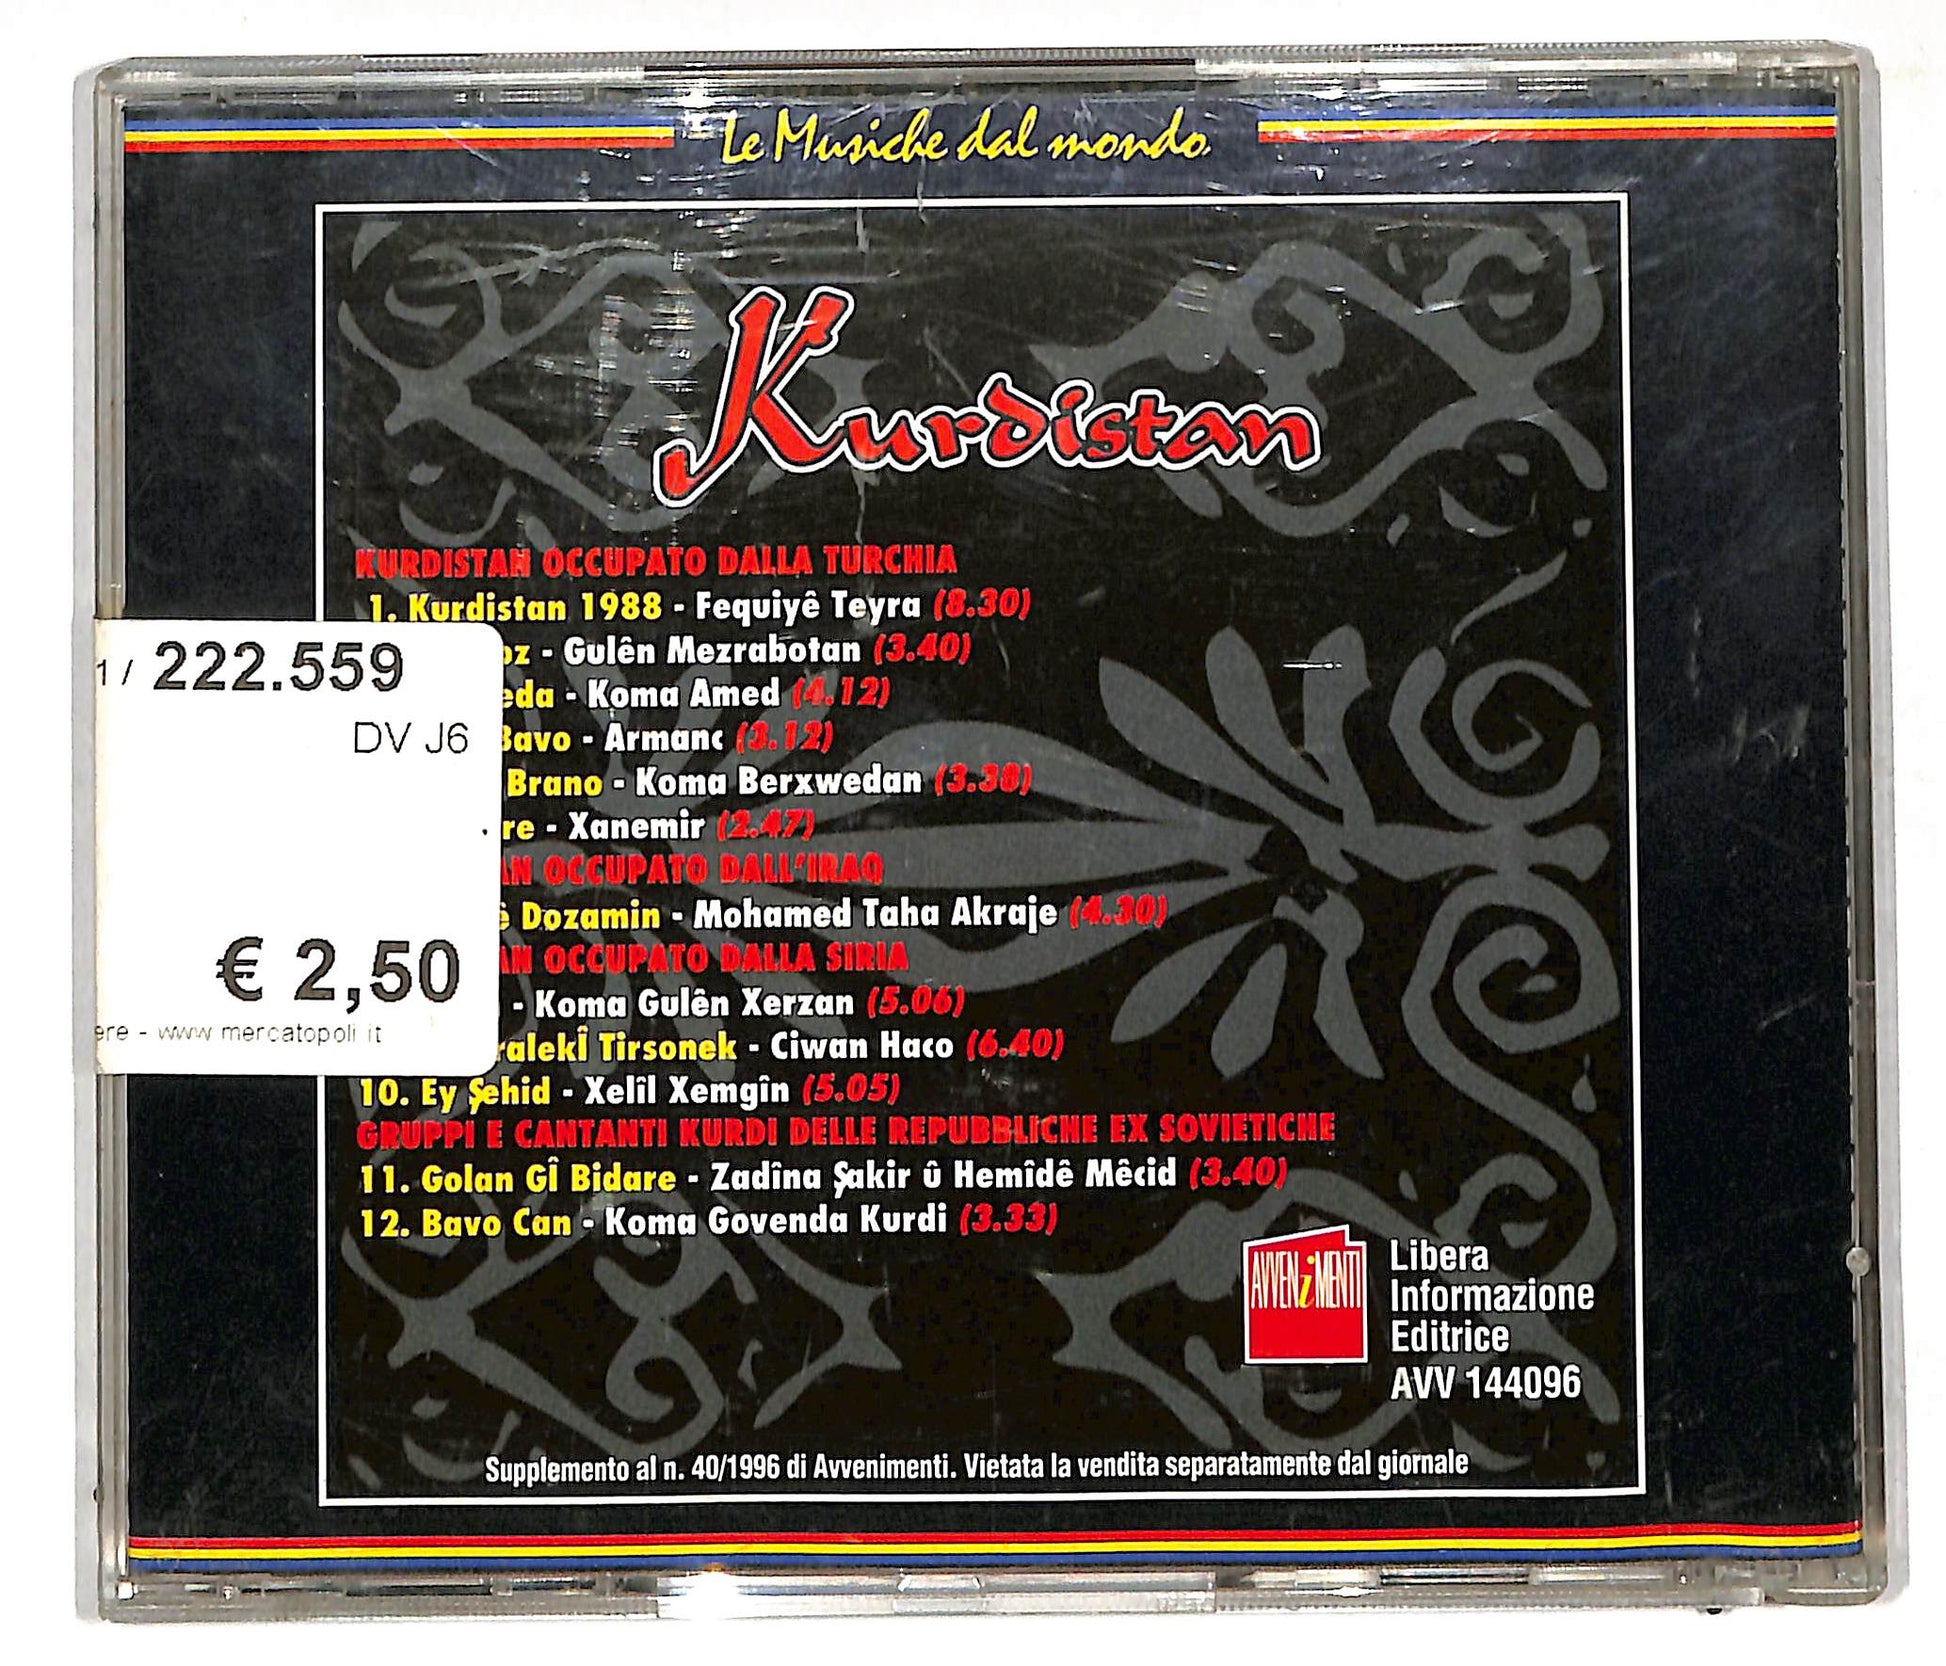 Le Musiche dal mondo
Kurdistan
KURDISTAN OCCUPATO DALLA TURCHIA
1. Kurdistan 1988 - Fequiyê Teyra (8.30)
- Gulên Mezrabotan (3.40)
- Koma Amed (4.12)
Bavo - Armanc (3.12)
Brano - Koma Berxwedan (3.38)
- Xanemir (2.47)
OCCUPATO DALL'IRAQ
Dozamin - Mohamed Taha Akraje (4.30)
OCCUPATO DALLA SIRIA
- Koma Gulên Xerzan (5.06)
Tirsonek - Ciwan Haco (6.40)
10. Ey Şehid - Xelîl Xemgîn (5.05)
GRUPPI E CANTANTI KURDI DELLE REPUBBLICHE EX SOVIETICHE
11. Golan GÎ Bidare - Zadîna Şakir û Hemîdê Mêcid (3.40)
12. Bavo Can - Koma Govenda Kurdi (3.33)
1 / 222.559
DV J6
€ 2,50
- www mercatopoli it
AVVENiMENTI
Libera
Informazione
Editrice
AVV 144096
Supplemento al n. 40/1996 di Avvenimenti. Vietata la vendita separatamente dal giornale